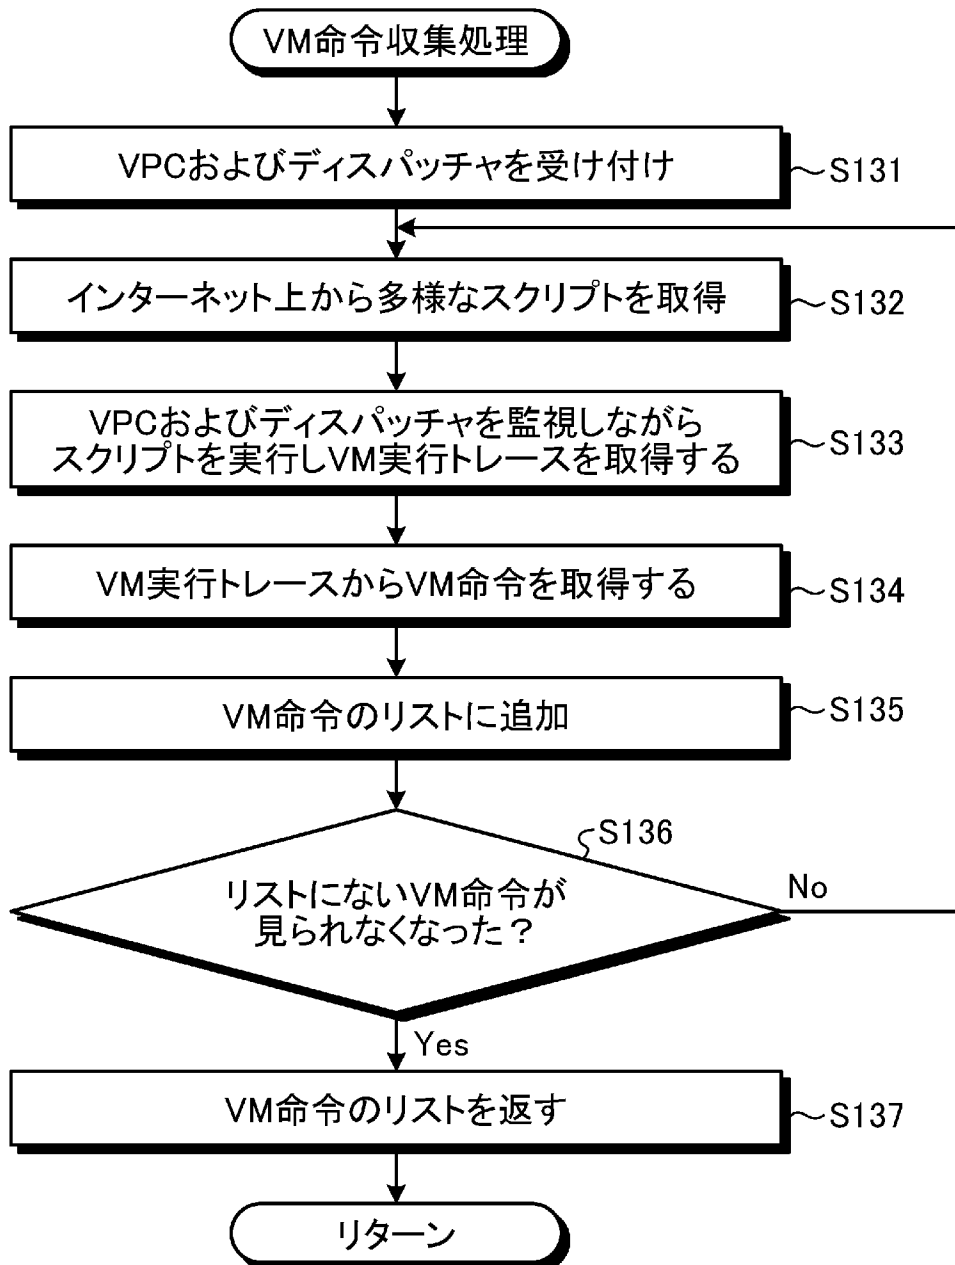 VM命令収集処理
VPCおよびディスパッチャを受け付け
S131
インターネット上から多様なスクリプトを取得
S132
VPCおよびディスパッチャを監視しながら
スクリプトを実行しVM実行トレースを取得する
S133
VM実行トレースからVM命令を取得する
S134
VM命令のリストに追加
S135
S136
リストにないVM命令が
見られなくなった?
No
Yes
VM命令のリストを返す
S137
リターン